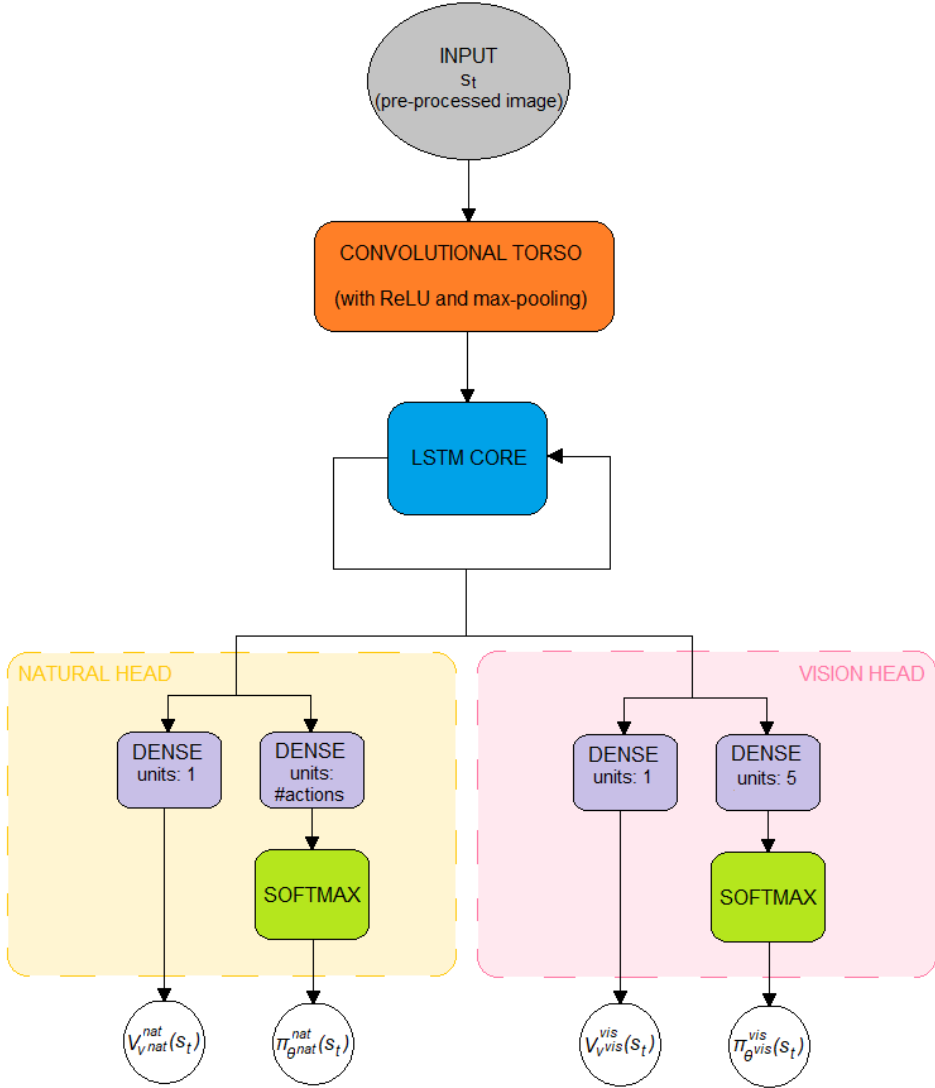 INPUT
s_t
(pre-processed image)
CONVOLUTIONAL TORSO
(with ReLU and max-pooling)
LSTM CORE
NATURAL HEAD
DENSE
units: 1
DENSE
units:
#actions
SOFTMAX
VISION HEAD
DENSE
units: 1
DENSE
units: 5
SOFTMAX
V_{v^{nat}}^{nat}(s_t)
π_{θ^{nat}}^{nat}(s_t)
V_{v^{vis}}^{vis}(s_t)
π_{θ^{vis}}^{vis}(s_t)